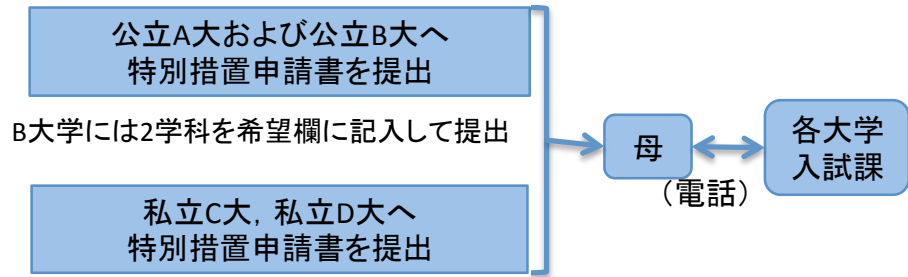 公立A大および公立B大へ
特別措置申請書を提出
B大学には2学科を希望欄に記入して提出
私立C大，私立D大へ
特別措置申請書を提出
母
（電話）
各大学
入試課